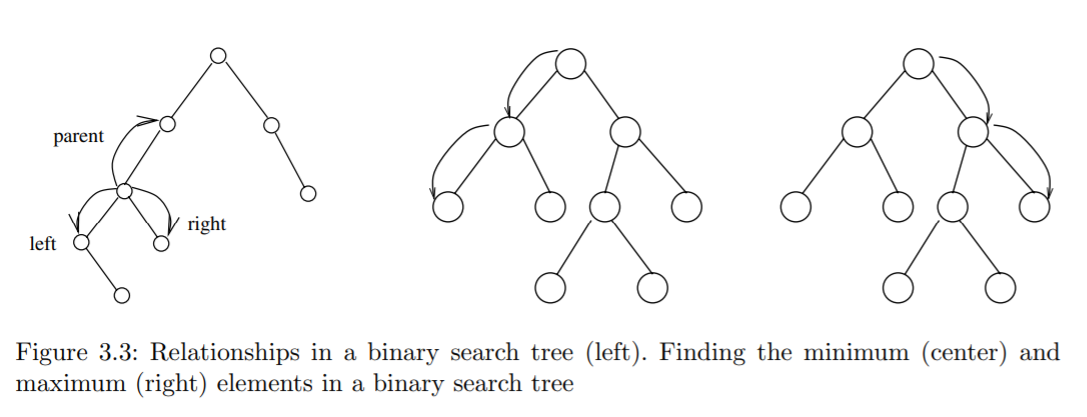 parent
right
left
Figure 3.3: Relationships in a binary search tree (left). Finding the minimum (center) and
maximum (right) elements in a binary search tree